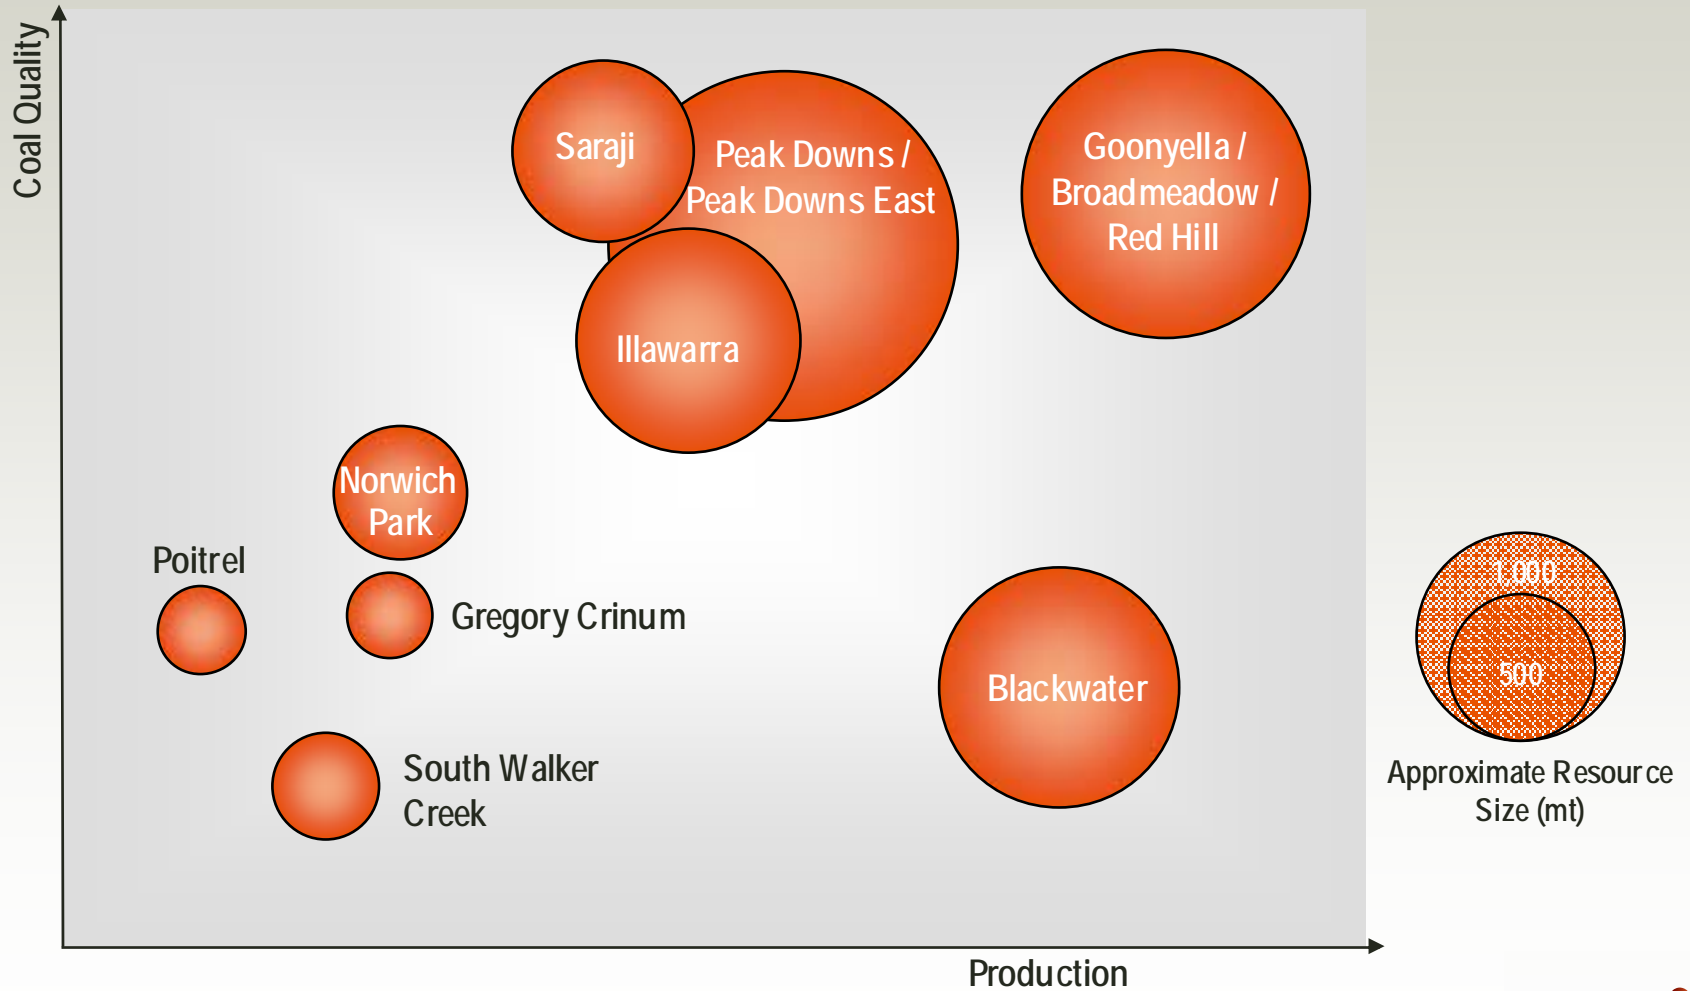 Coal Quality
Saraji
Peak Downs /
Peak Downs East
Goonyella /
Broadmeadow /
Red Hill
Illawarra
Norwich
Park
Poitrel
Gregory Crinum
Blackwater
South Walker
Creek
1,000
500
Approximate Resource
Size (mt)
Production